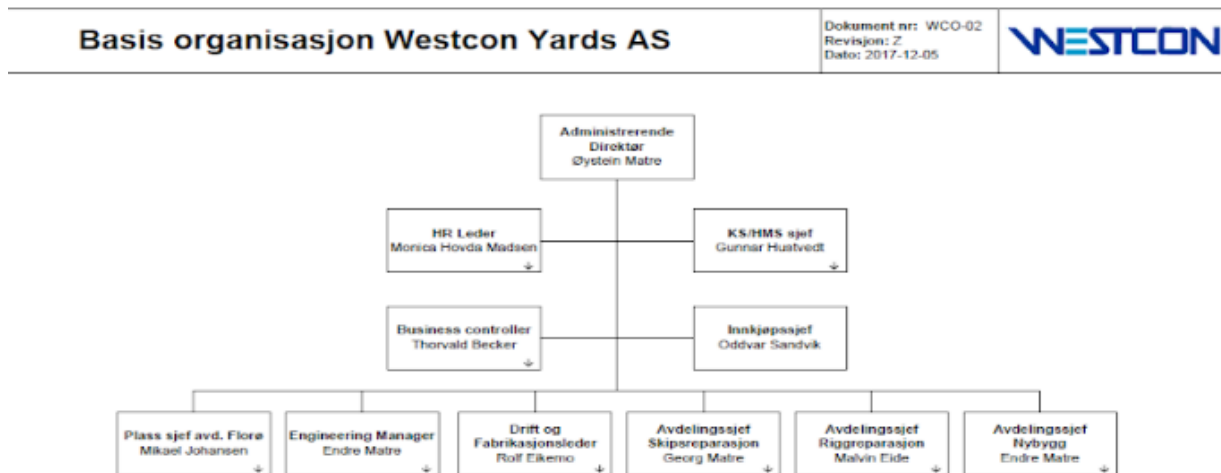 Basis organisasjon Westcon Yards AS
Dokument nr: WCO-02
Revisjon: Z
Dato: 2017-12-05
WESTCON
Administrerende
Direktør
Øystein Matre
HR Leder
Monica Hovda Madsen
KS/HMS sjef
Gunnar Hustvedt
Business controller
Thorvald Becker
Innkjøpssjef
Oddvar Sandvik
Plass sjef avd. Florø
Mikael Johansen
Engineering Manager
Endre Matre
Drift og
Fabrikasjonsleder
Rolf Eikemo
Avdelingssjef
Skipsreparasjon
Georg Matre
Avdelingssjef
Riggreparasjon
Malvin Eide
Avdelingssjef
Nybygg
Endre Matre